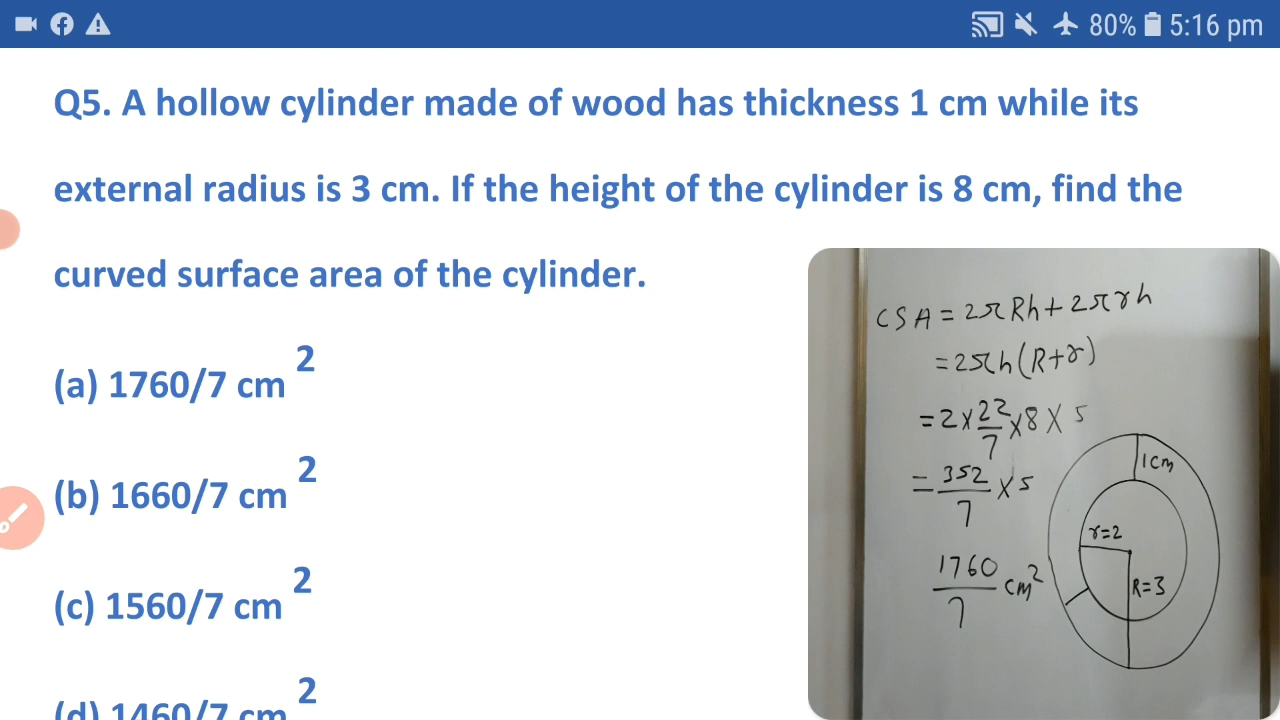 80% 5:16 pm
Q5. A hollow cylinder made of wood has thickness 1 cm while its
external radius is 3 cm. If the height of the cylinder is 8 cm, find the
curved surface area of the cylinder.
(a) 1760/7 cm 2
(b) 1660/7 cm 2
(c) 1560/7 cm 2
(d) 1460/7 cm 2
CSA = 2πRh + 2πrh
= 2πh(R+r)
= 2 × 22/7 × 8 × 5
= 352/7 × 5
1760/7 cm²
1cm
r=2
R=3